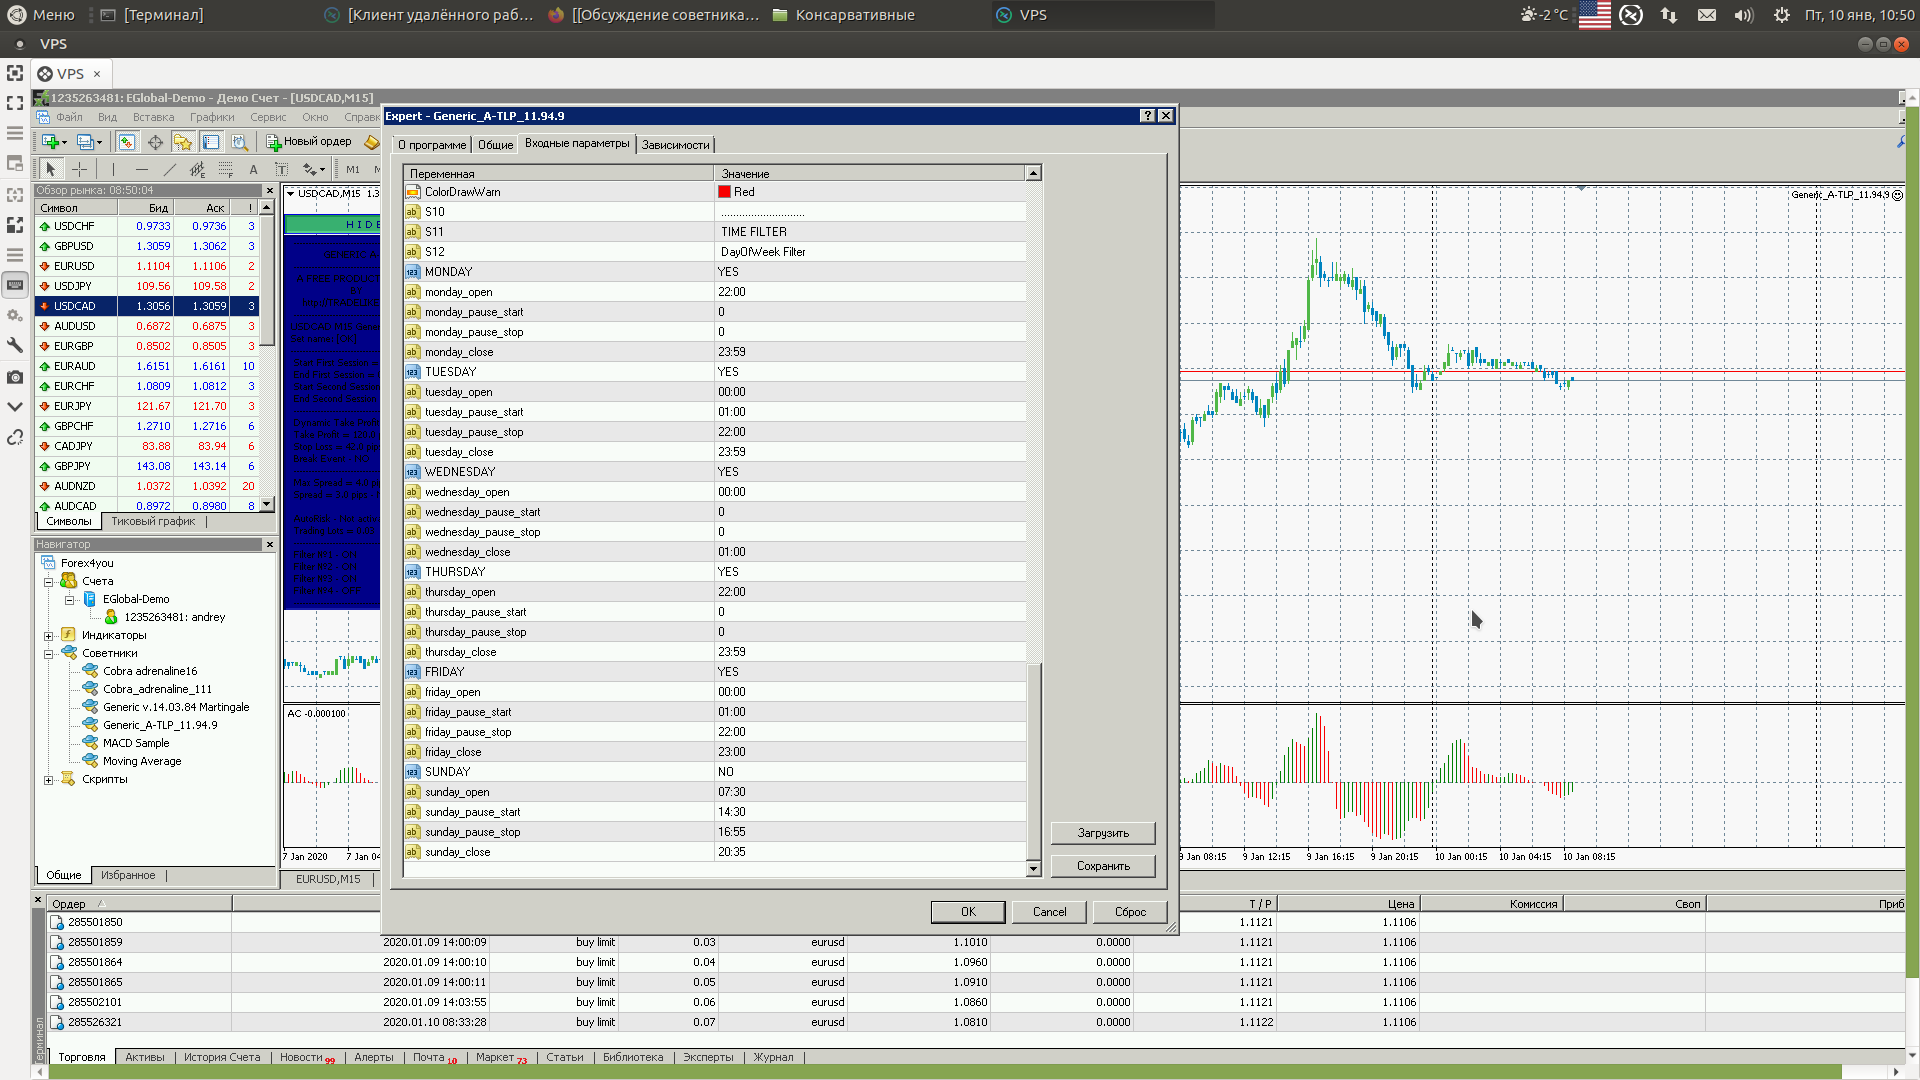 Меню
[Терминал]
[Клиент удалённого раб...
[[Обсуждение советника...
Консарвативные
VPS
-2 °C
Пт, 10 янв, 10:50
VPS
VPS ×
1235263481: EGlobal-Demo - Демо Счет - [USDCAD,M15]
Файл Вид Вставка Графики Сервис Окно
Новый ордер
M1
Обзор рынка: 08:50:04
Символ Бид Аск !
USDCHF 0.9733 0.9736 3
GBPUSD 1.3059 1.3062 3
EURUSD 1.1104 1.1106 2
USDJPY 109.56 109.58 2
USDCAD 1.3056 1.3059 3
AUDUSD 0.6872 0.6875 3
EURGBP 0.8502 0.8505 3
EURAUD 1.6151 1.6161 10
EURCHF 1.0809 1.0812 3
EURJPY 121.67 121.70 3
GBPCHF 1.2710 1.2716 6
CADJPY 83.88 83.94 6
GBPJPY 143.08 143.14 6
AUDNZD 1.0372 1.0392 20
AUDCAD 0.8972 0.8980 8
Символы Тиковый график
Навигатор
Forex4you
Счета
EGlobal-Demo
1235263481: andrey
Индикаторы
Советники
Cobra adrenaline16
Cobra_adrenaline_111
Generic v.14.03.84 Martingale
Generic_A-TLP_11.94.9
MACD Sample
Moving Average
Скрипты
Общие Избранное
USDCAD,M15 1.3
HIDE
AC -0.000100
7 Jan 2020
EURUSD,M15
Expert - Generic_A-TLP_11.94.9
О программе Общие Входные параметры Зависимости
Переменная Значение
ColorDrawWarn Red
S10 ............................
S11 TIME FILTER
S12 DayOfWeek Filter
MONDAY YES
monday_open 22:00
monday_pause_start 0
monday_pause_stop 0
monday_close 23:59
TUESDAY YES
tuesday_open 00:00
tuesday_pause_start 01:00
tuesday_pause_stop 22:00
tuesday_close 23:59
WEDNESDAY YES
wednesday_open 00:00
wednesday_pause_start 0
wednesday_pause_stop 0
wednesday_close 01:00
THURSDAY YES
thursday_open 22:00
thursday_pause_start 0
thursday_pause_stop 0
thursday_close 23:59
FRIDAY YES
friday_open 00:00
friday_pause_start 01:00
friday_pause_stop 22:00
friday_close 23:00
SUNDAY NO
sunday_open 07:30
sunday_pause_start 14:30
sunday_pause_stop 16:55
sunday_close 20:35
Загрузить
Сохранить
OK Cancel Сброс
Generic_A-TLP_11.94.9
9 Jan 08:15 9 Jan 12:15 9 Jan 16:15 9 Jan 20:15 10 Jan 00:15 10 Jan 04:15 10 Jan 08:15
Ордер T / P Цена Комиссия Своп
285501850 1.1121 1.1106
285501859 2020.01.09 14:00:09 buy limit 0.03 eurusd 1.1010 0.0000 1.1121 1.1106
285501864 2020.01.09 14:00:10 buy limit 0.04 eurusd 1.0960 0.0000 1.1121 1.1106
285501865 2020.01.09 14:00:11 buy limit 0.05 eurusd 1.0910 0.0000 1.1121 1.1106
285502101 2020.01.09 14:03:55 buy limit 0.06 eurusd 1.0860 0.0000 1.1121 1.1106
285526321 2020.01.10 08:33:28 buy limit 0.07 eurusd 1.0810 0.0000 1.1122 1.1106
Торговля Активы История Счета Новости 99 Алерты Почта 10 Маркет 73 Статьи Библиотека Эксперты Журнал